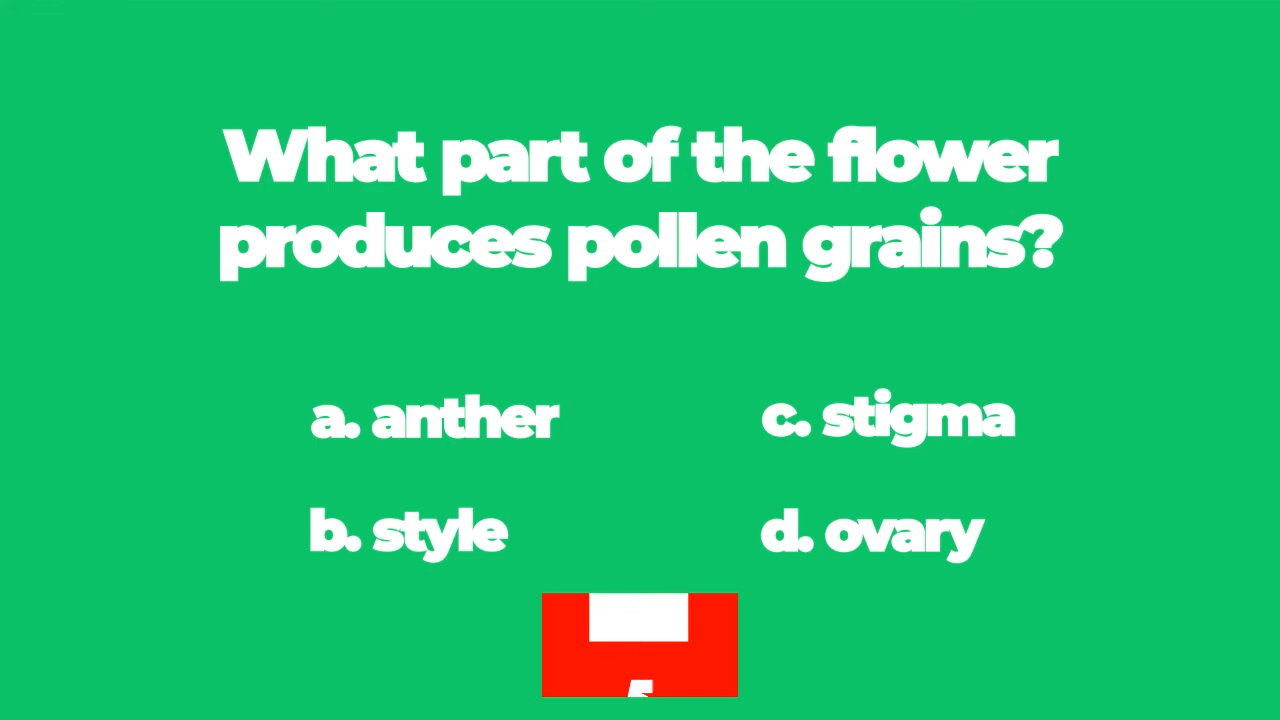 What part of the flower
produces pollen grains?
a. anther
c. stigma
b. style
d. ovary